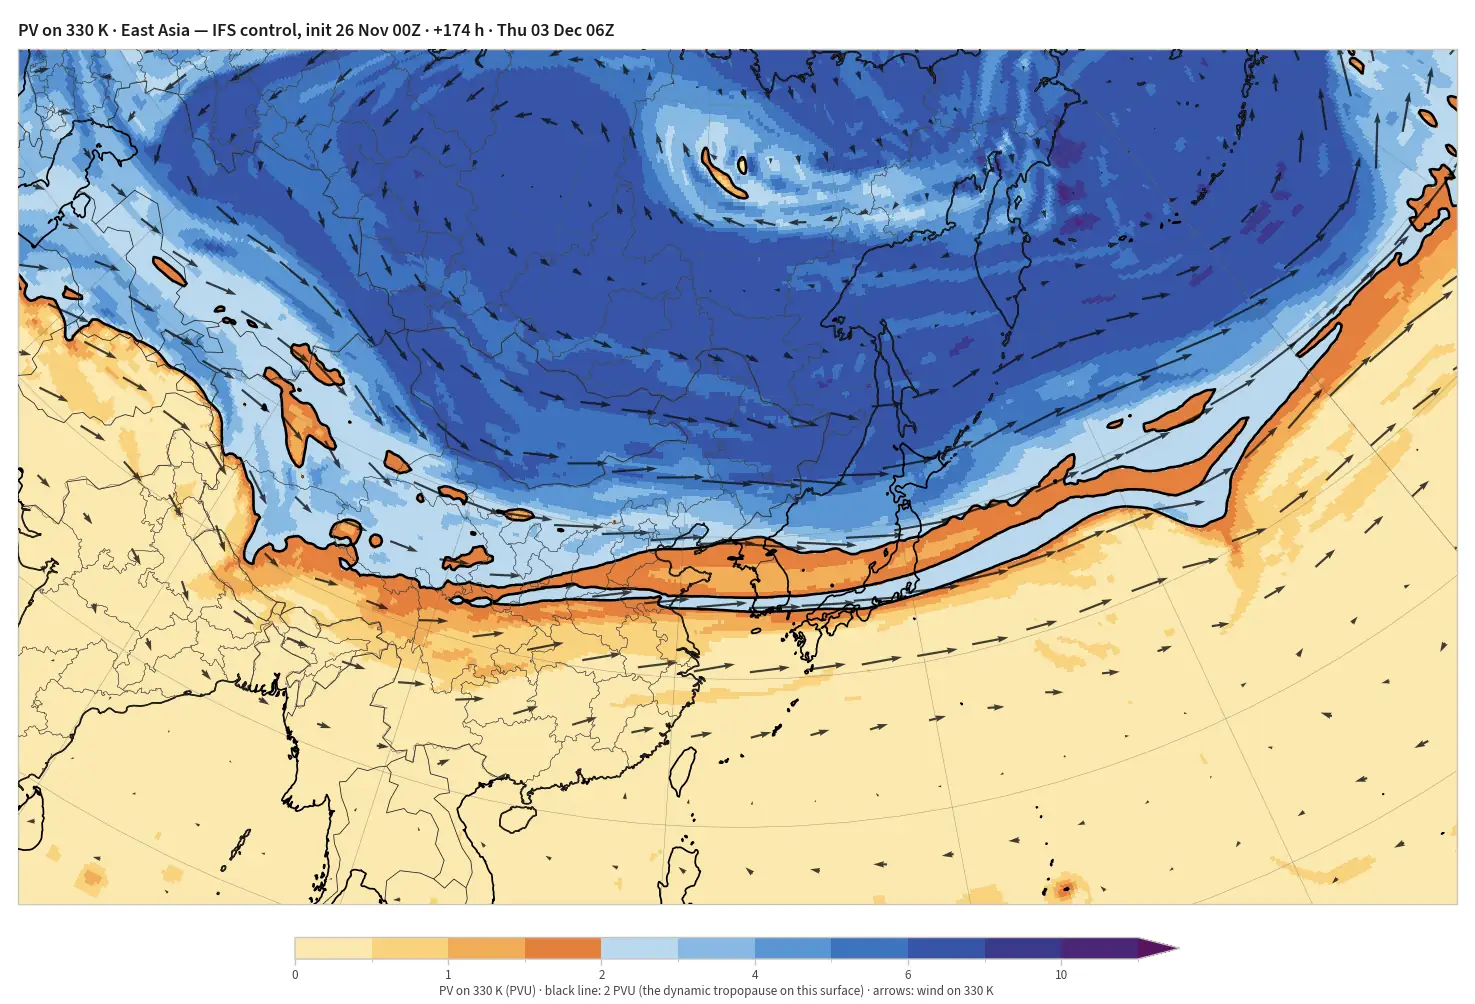 PV on 330 K · East Asia — IFS control, init 26 Nov 00Z · +174 h · Thu 03 Dec 06Z
0 1 2 4 6 10
PV on 330 K (PVU) · black line: 2 PVU (the dynamic tropopause on this surface) · arrows: wind on 330 K